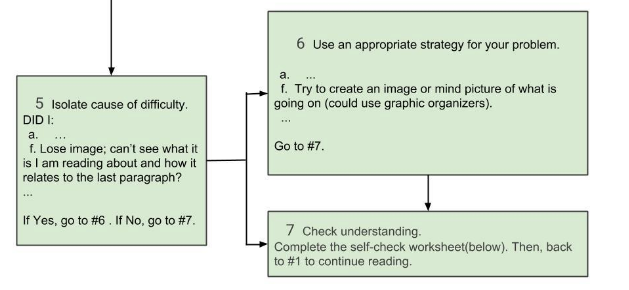 5 Isolate cause of difficulty.
DID I:
a. ...
f. Lose image; can't see what it
is I am reading about and how it
relates to the last paragraph?
...
If Yes, go to #6 . If No, go to #7.
6 Use an appropriate strategy for your problem.
a. ...
f. Try to create an image or mind picture of what is
going on (could use graphic organizers).
...
Go to #7.
7 Check understanding.
Complete the self-check worksheet(below). Then, back
to #1 to continue reading.